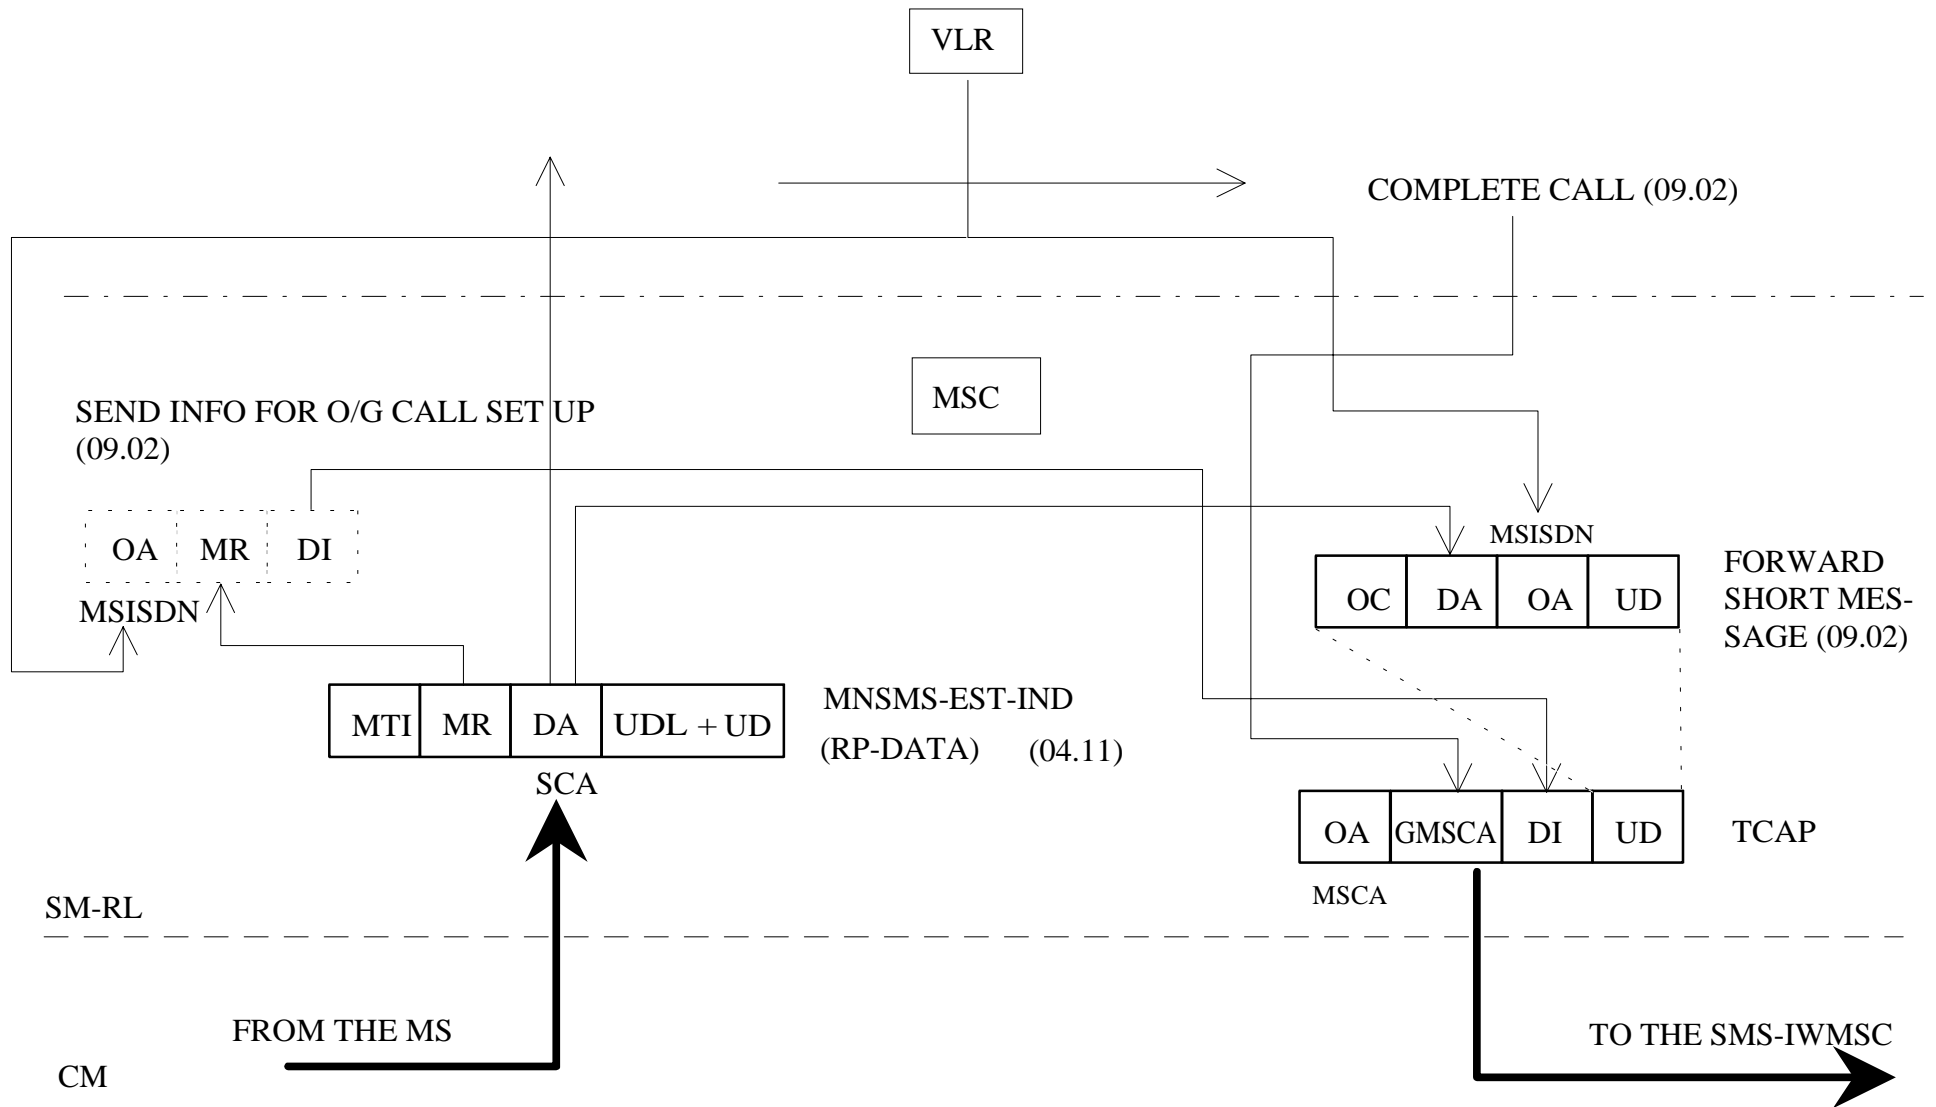 VLR
COMPLETE CALL (09.02)
MSC
SEND INFO FOR O/G CALL SET UP
(09.02)
OA MR DI
MSISDN
MSISDN
OC DA OA UD
FORWARD
SHORT MES-
SAGE (09.02)
MTI MR DA UDL + UD
MNSMS-EST-IND
(RP-DATA) (04.11)
SCA
OA GMSCA DI UD
TCAP
MSCA
SM-RL
FROM THE MS
TO THE SMS-IWMSC
CM